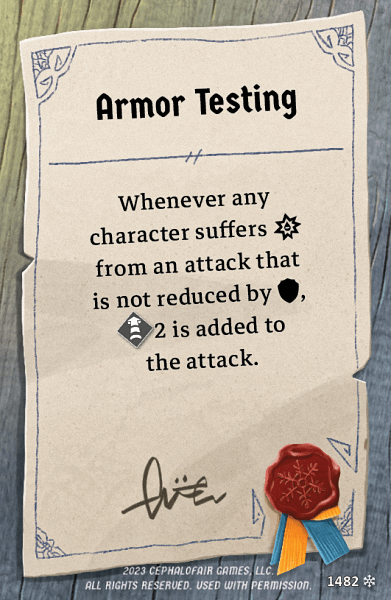 Armor Testing
Whenever any
character suffers
from an attack that
is not reduced by ,
2 is added to
the attack.
2023 CEPHALOFAIR GAMES, LLC.
ALL RIGHTS RESERVED. USED WITH PERMISSION.
1482